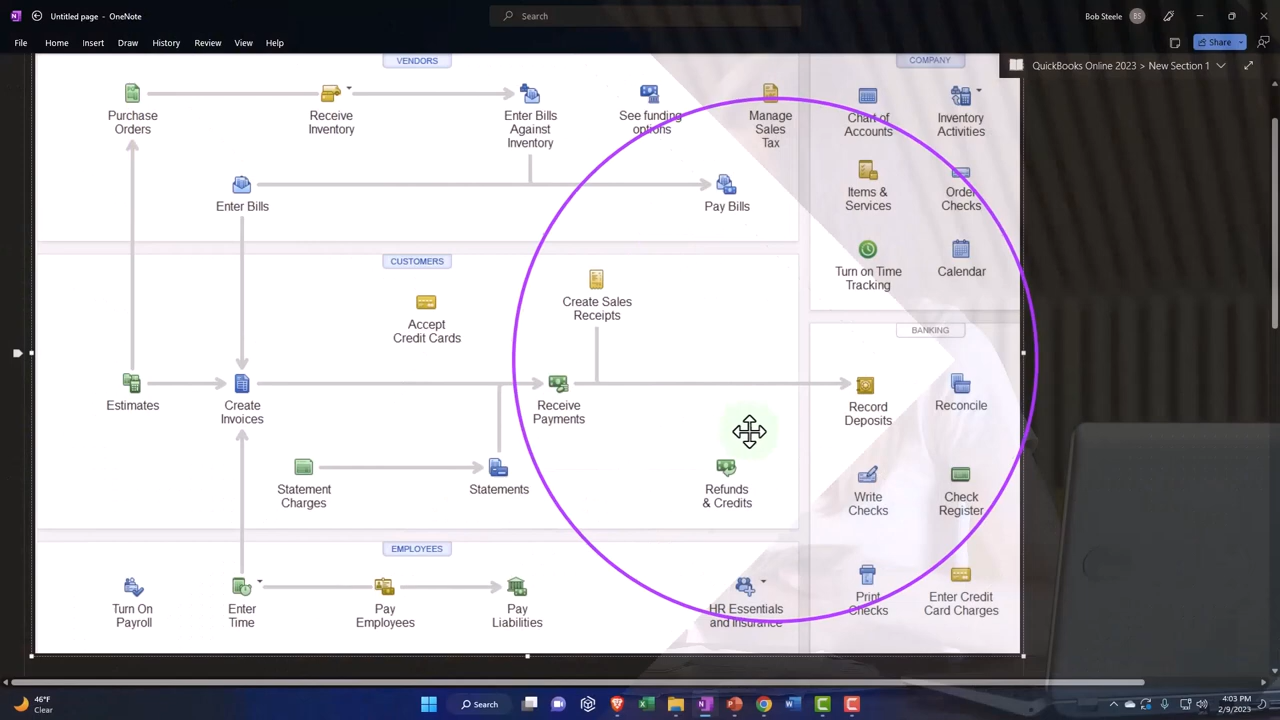 Untitled page - OneNote
Search
Bob Steele
BS
File
Home
Insert
Draw
History
Review
View
Help
Share
QuickBooks Online 2023 > New Section 1
VENDORS
COMPANY
Purchase
Orders
Receive
Inventory
Enter Bills
Against
Inventory
See funding
options
Manage
Sales
Tax
Chart of
Accounts
Inventory
Activities
Enter Bills
Pay Bills
Items &
Services
Order
Checks
Turn on Time
Tracking
Calendar
CUSTOMERS
Accept
Credit Cards
Create Sales
Receipts
BANKING
Estimates
Create
Invoices
Receive
Payments
Record
Deposits
Reconcile
Statement
Charges
Statements
Refunds
& Credits
Write
Checks
Check
Register
EMPLOYEES
Turn On
Payroll
Enter
Time
Pay
Employees
Pay
Liabilities
HR Essentials
and Insurance
Print
Checks
Enter Credit
Card Charges
46°F
Clear
Search
4:03 PM
2/9/2023